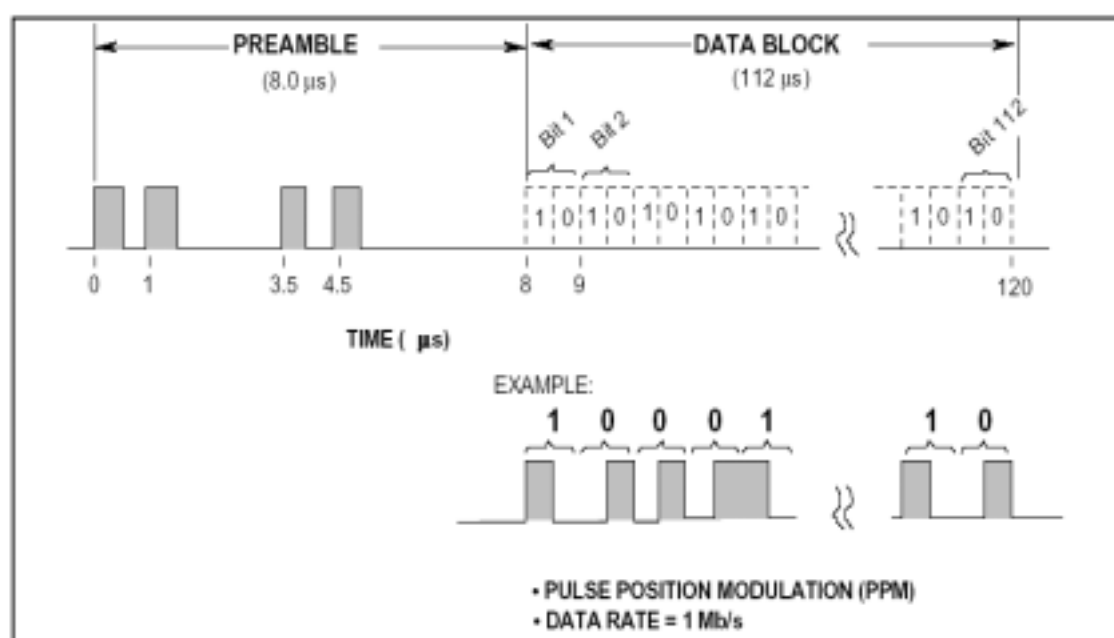 PREAMBLE
(8.0 µs)
DATA BLOCK
(112 µs)
Bit 1
Bit 2
Bit 112
1 0 1 0 1 0 1 0 1 0
1 0 1 0
0 1 3.5 4.5 8 9 120
TIME ( µs)
EXAMPLE:
1 0 0 0 1 1 0
• PULSE POSITION MODULATION (PPM)
• DATA RATE = 1 Mb/s